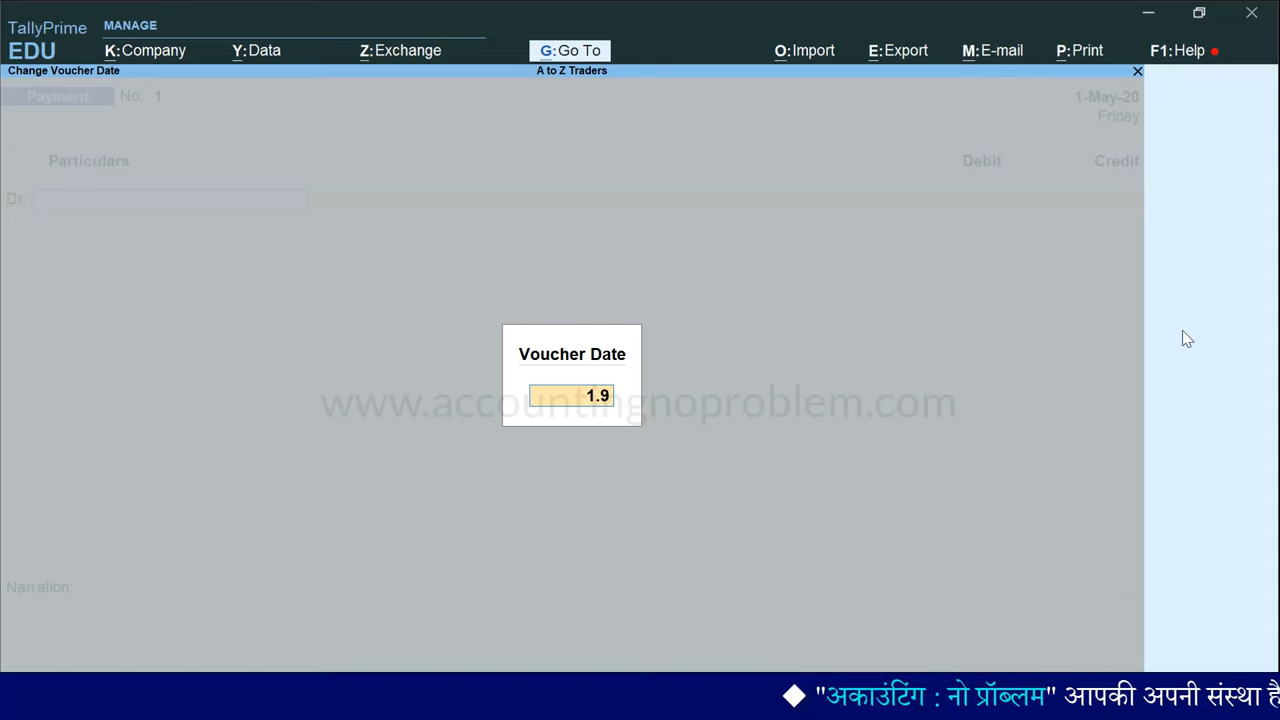 TallyPrime MANAGE
EDU K:Company Y:Data Z:Exchange G:Go To O:Import E:Export M:E-mail P:Print F1:Help
Change Voucher Date A to Z Traders
Payment No. 1 1-May-20
Friday
Particulars Debit Credit
Dr
Voucher Date
1.9
www.accountingnoproblem.com
Narration:
"अकाउंटिंग : नो प्रॉब्लम" आपकी अपनी संस्था है